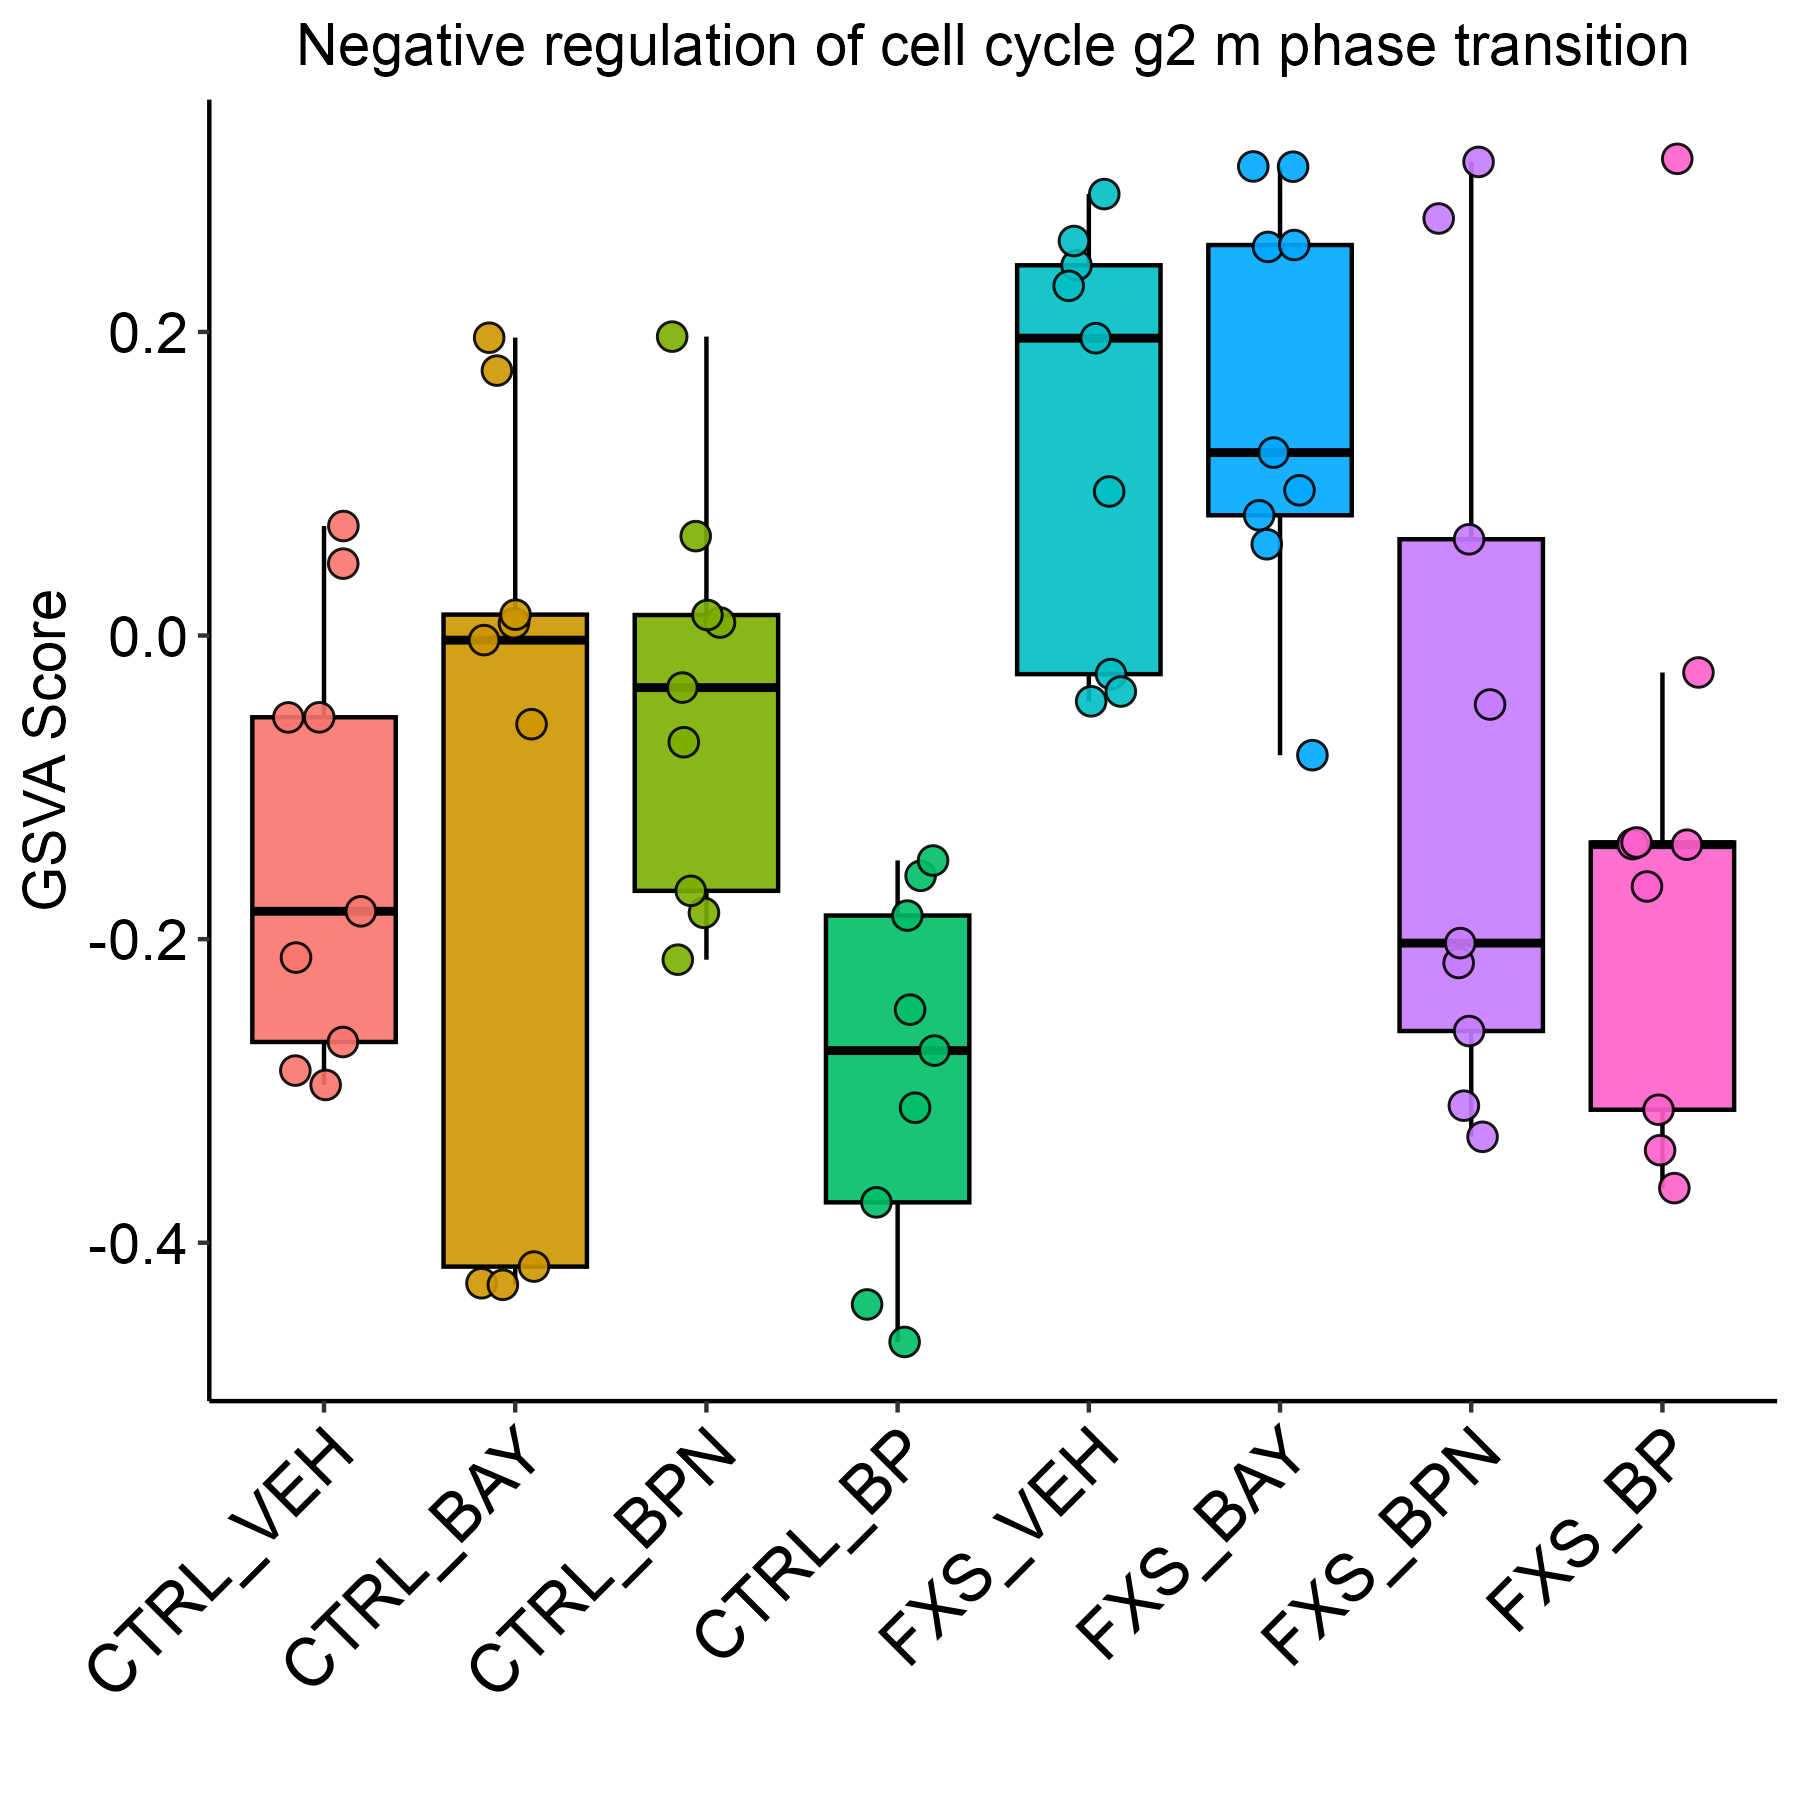 Negative regulation of cell cycle g2 m phase transition
GSVA Score
0.2
0.0
-0.2
-0.4
CTRL_VEH
CTRL_BAY
CTRL_BPN
CTRL_BP
FXS_VEH
FXS_BAY
FXS_BPN
FXS_BP